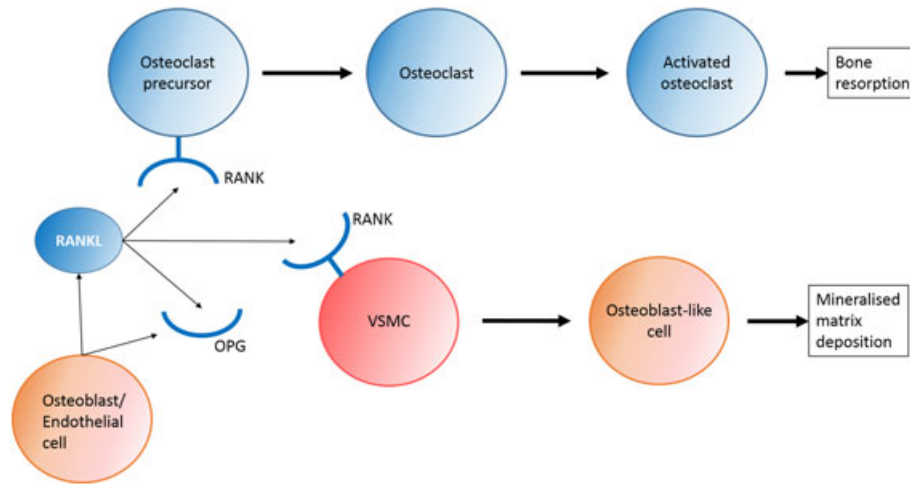 Osteoclast
precursor
Osteoclast
Activated
osteoclast
Bone
resorption
RANK
RANK
RANKL
OPG
VSMC
Osteoblast-like
cell
Mineralised
matrix
deposition
Osteoblast/
Endothelial
cell